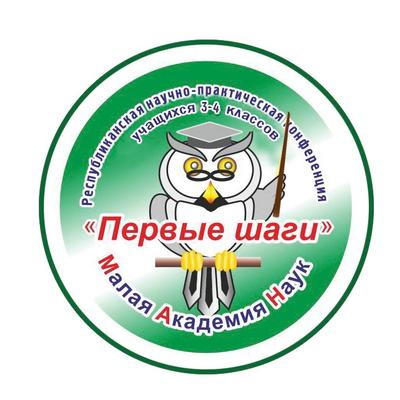 Республиканская научно-практическая конференция
учащихся 3-4 классов
«Первые шаги»
Малая Академия Наук